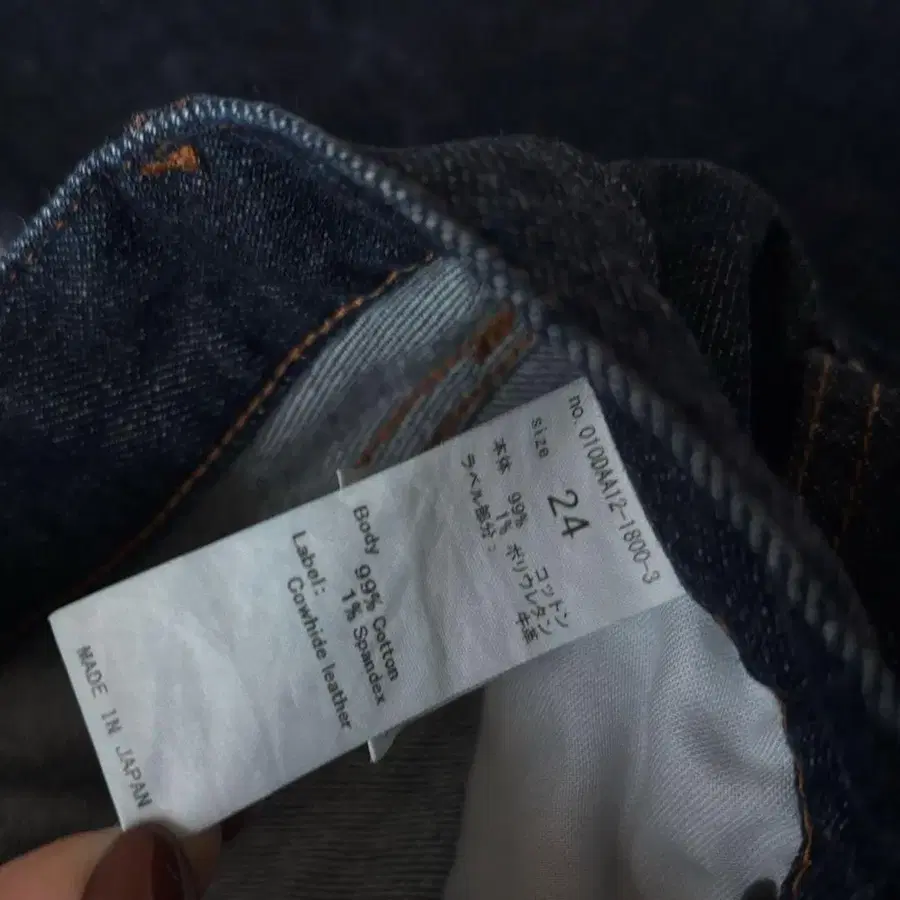 no.010DAA12-1800-3
size 24
本体 99% コットン
1% ポリウレタン
ラベル部分: 牛革
Body 99% Cotton
1% Spandex
Label:
Cowhide leather
MADE IN JAPAN